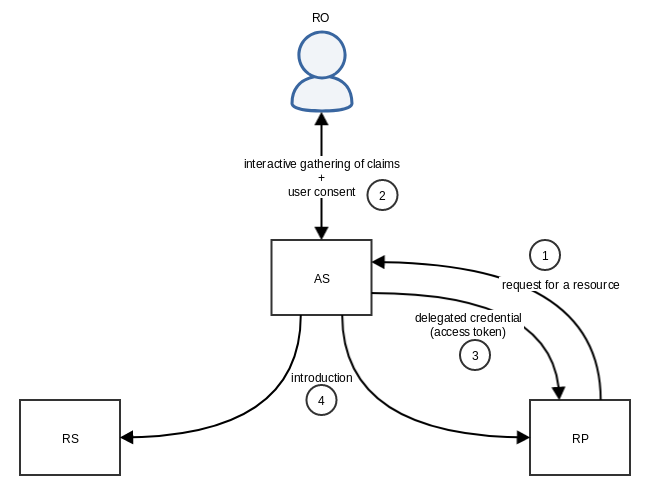 RO
interactive gathering of claims
+
user consent
2
AS
1
request for a resource
delegated credential
(access token)
3
introduction
4
RS
RP